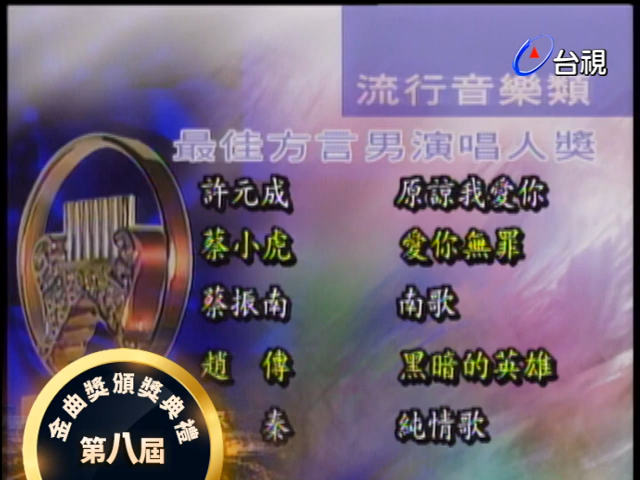 台視
流行音樂類
最佳方言男演唱人獎
許元成 原諒我愛你
蔡小虎 愛你無罪
蔡振南 南歌
趙 傳 黑暗的英雄
秦 純情歌
金曲獎頒獎典禮
第八屆